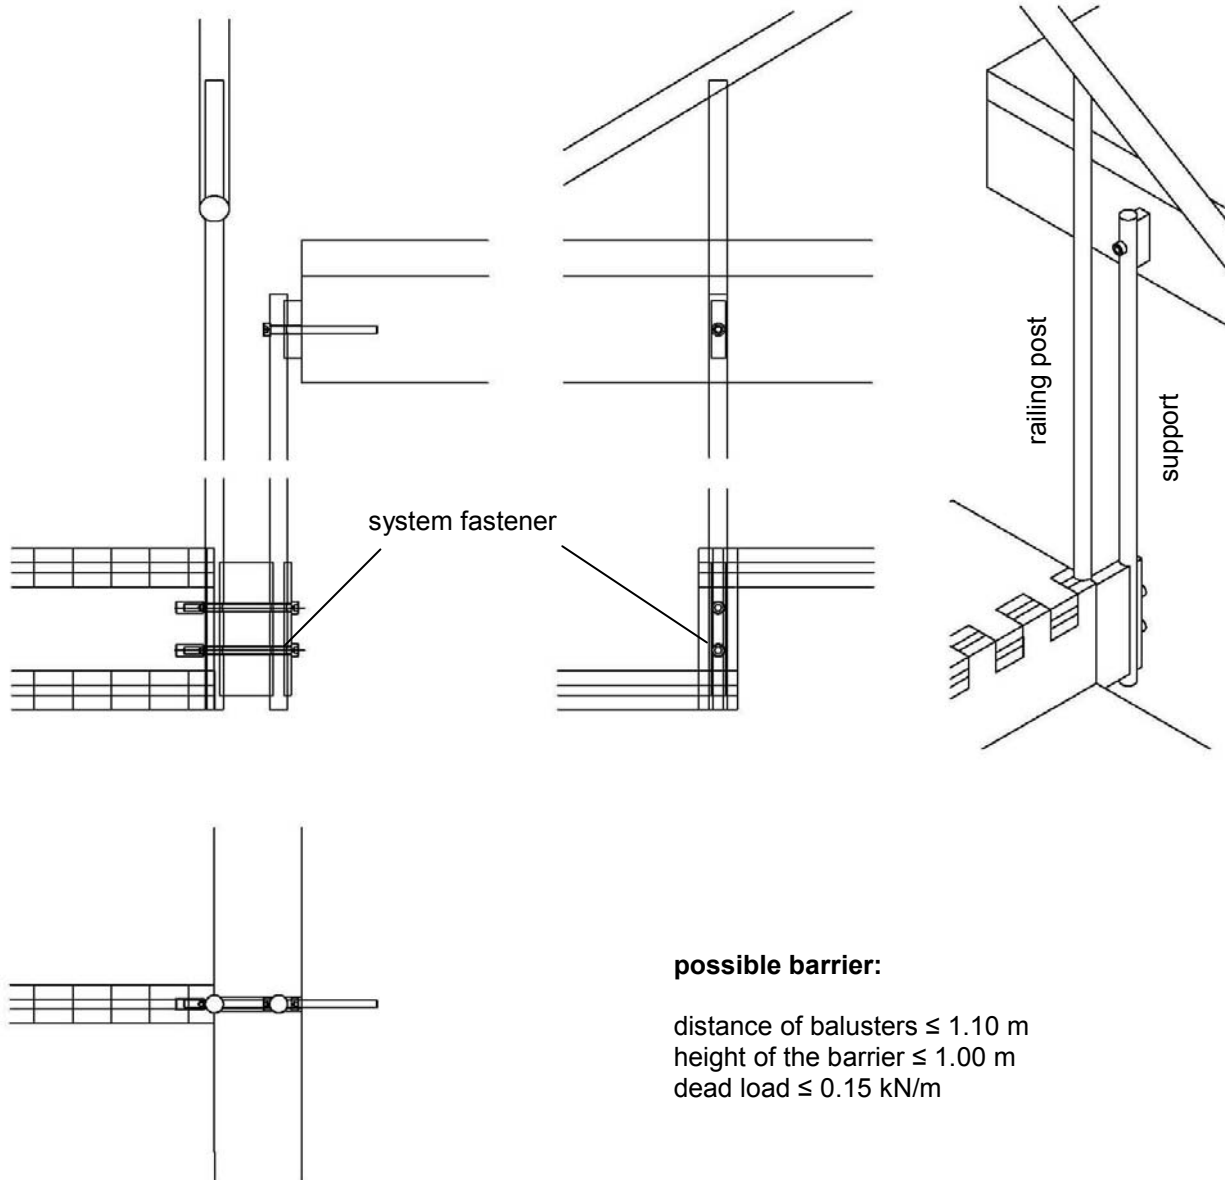 railing post
support
system fastener
possible barrier:
distance of balusters ≤ 1.10 m
height of the barrier ≤ 1.00 m
dead load ≤ 0.15 kN/m